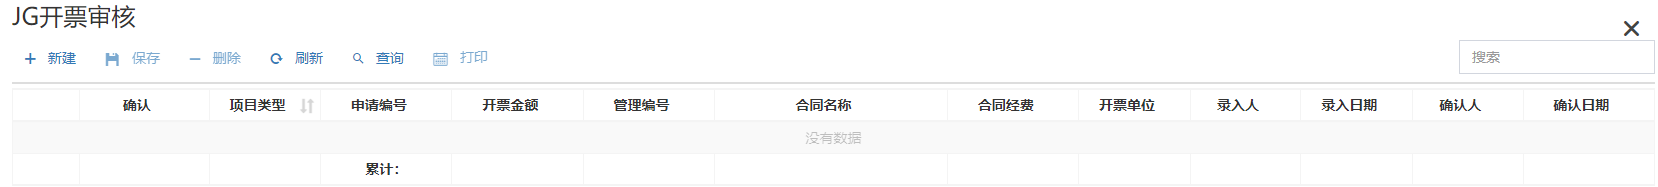 JG开票审核
新建 保存 删除 刷新 查询 打印 搜索
确认 项目类型 申请编号 开票金额 管理编号 合同名称 合同经费 开票单位 录入人 录入日期 确认人 确认日期
没有数据
累计：